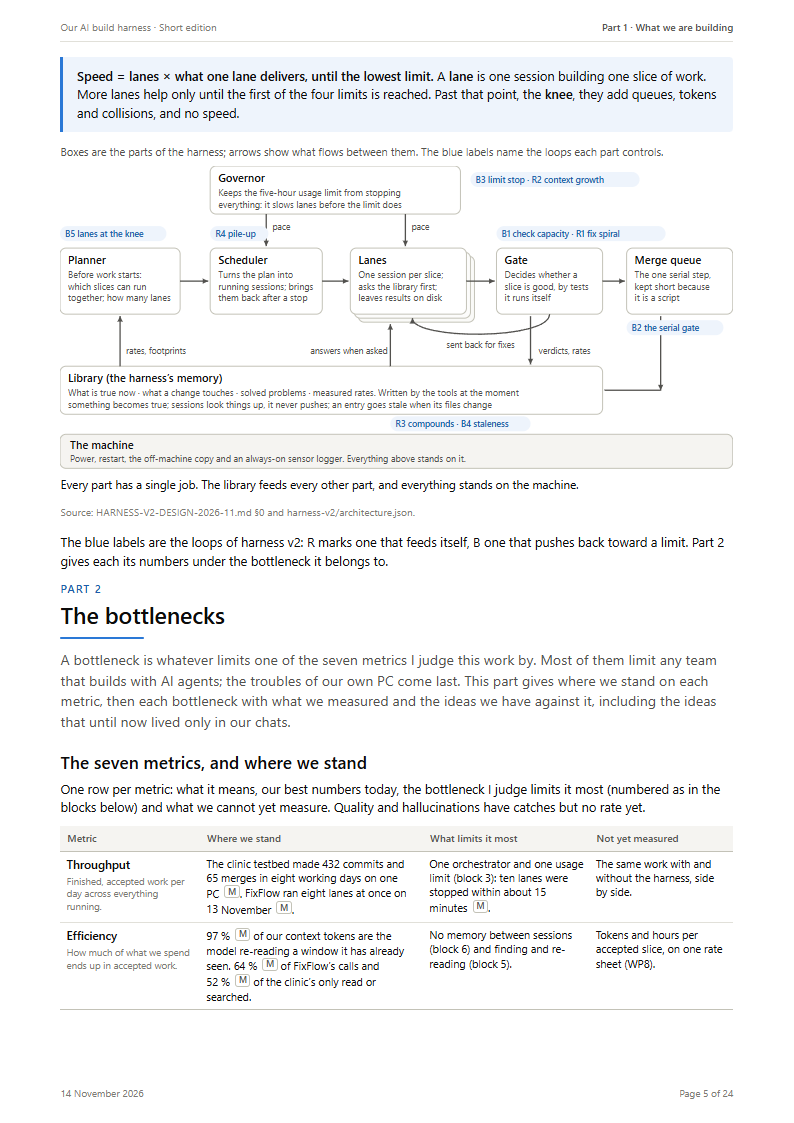 Our AI build harness · Short edition
Part 1 · What we are building
Speed = lanes × what one lane delivers, until the lowest limit. A lane is one session building one slice of work.
More lanes help only until the first of the four limits is reached. Past that point, the knee, they add queues, tokens
and collisions, and no speed.
Boxes are the parts of the harness; arrows show what flows between them. The blue labels name the loops each part controls.
Governor
Keeps the five-hour usage limit from stopping
everything: it slows lanes before the limit does
B3 limit stop · R2 context growth
pace
pace
B5 lanes at the knee
R4 pile-up
B1 check capacity · R1 fix spiral
Planner
Before work starts:
which slices can run
together; how many lanes
Scheduler
Turns the plan into
running sessions; brings
them back after a stop
Lanes
One session per slice;
asks the library first;
leaves results on disk
Gate
Decides whether a
slice is good, by tests
it runs itself
Merge queue
The one serial step,
kept short because
it is a script
B2 the serial gate
rates, footprints
answers when asked
sent back for fixes
verdicts, rates
Library (the harness's memory)
What is true now · what a change touches · solved problems · measured rates. Written by the tools at the moment
something becomes true; sessions look things up, it never pushes; an entry goes stale when its files change
R3 compounds · B4 staleness
The machine
Power, restart, the off-machine copy and an always-on sensor logger. Everything above stands on it.
Every part has a single job. The library feeds every other part, and everything stands on the machine.
Source: HARNESS-V2-DESIGN-2026-11.md §0 and harness-v2/architecture.json.
The blue labels are the loops of harness v2: R marks one that feeds itself, B one that pushes back toward a limit. Part 2
gives each its numbers under the bottleneck it belongs to.
PART 2
The bottlenecks
A bottleneck is whatever limits one of the seven metrics I judge this work by. Most of them limit any team
that builds with AI agents; the troubles of our own PC come last. This part gives where we stand on each
metric, then each bottleneck with what we measured and the ideas we have against it, including the ideas
that until now lived only in our chats.
The seven metrics, and where we stand
One row per metric: what it means, our best numbers today, the bottleneck I judge limits it most (numbered as in the
blocks below) and what we cannot yet measure. Quality and hallucinations have catches but no rate yet.
Metric
Where we stand
What limits it most
Not yet measured
Throughput
Finished, accepted work per
day across everything
running.
The clinic testbed made 432 commits and
65 merges in eight working days on one
PC M. FixFlow ran eight lanes at once on
13 November M.
One orchestrator and one usage
limit (block 3): ten lanes were
stopped within about 15
minutes M.
The same work with and
without the harness, side
by side.
Efficiency
How much of what we spend
ends up in accepted work.
97 % M of our context tokens are the
model re-reading a window it has already
seen. 64 % M of FixFlow's calls and
52 % M of the clinic's only read or
searched.
No memory between sessions
(block 6) and finding and re-
reading (block 5).
Tokens and hours per
accepted slice, on one rate
sheet (WP8).
14 November 2026
Page 5 of 24